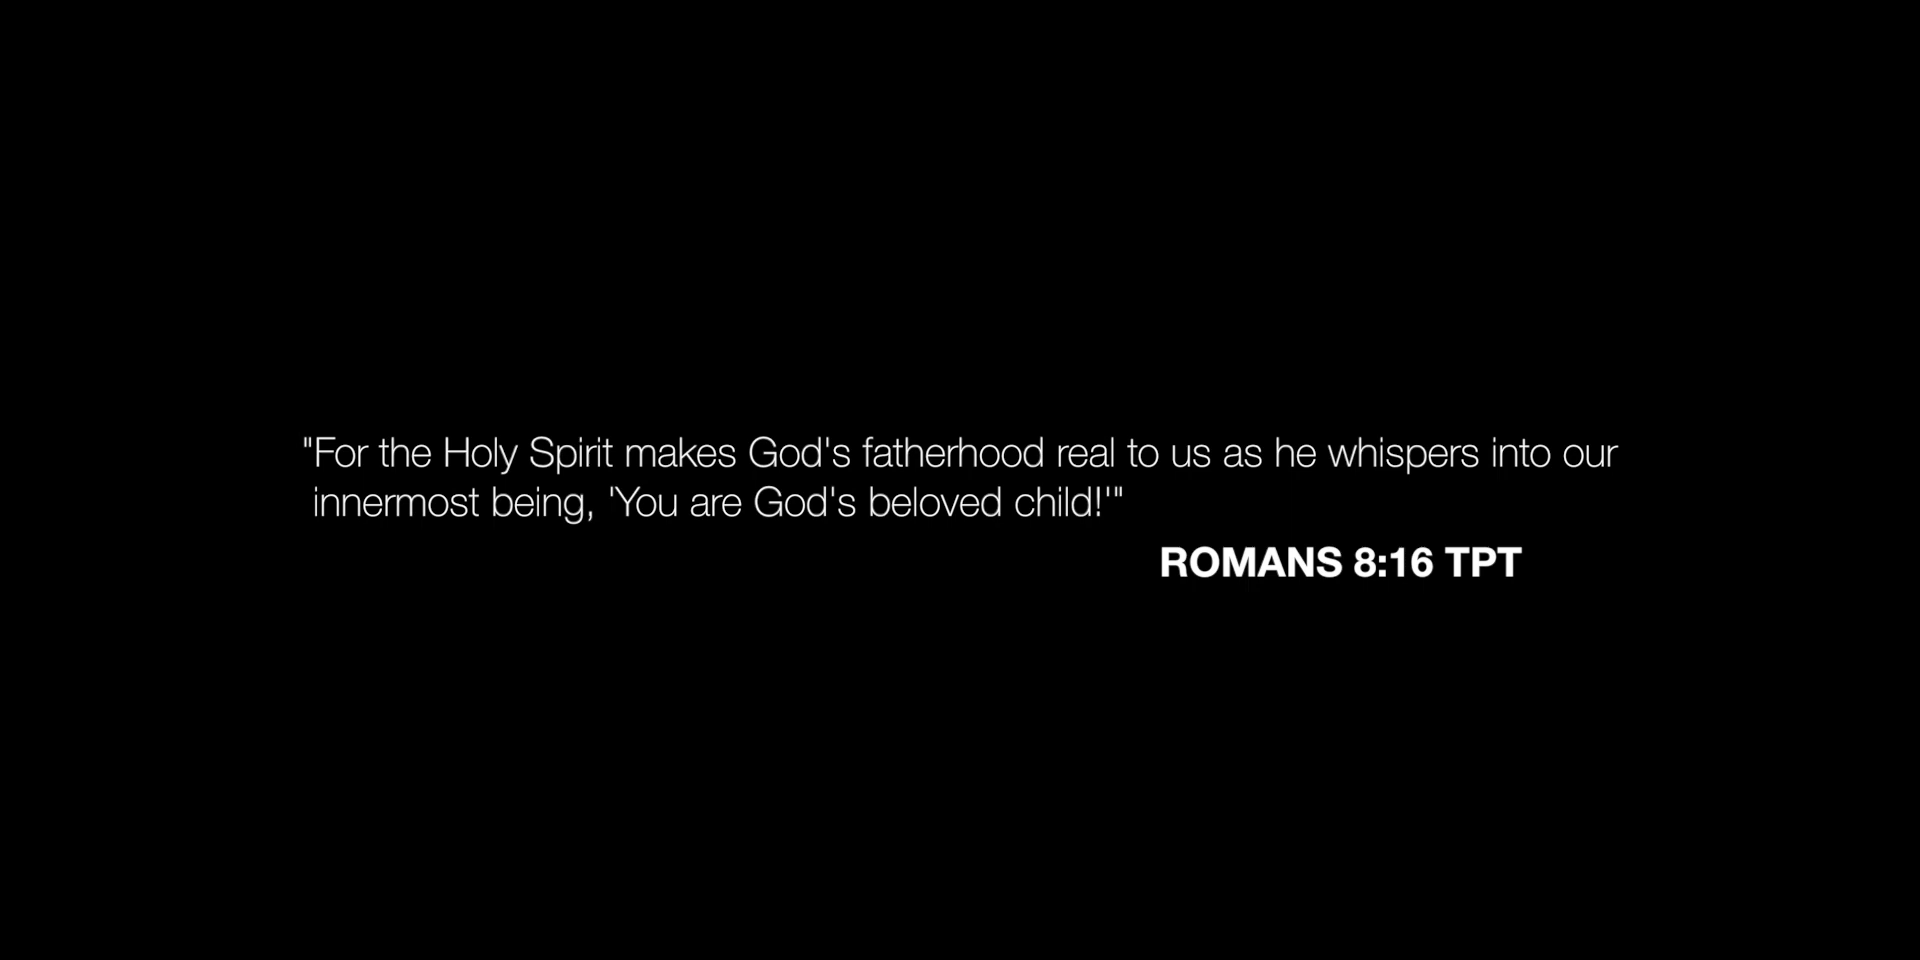 "For the Holy Spirit makes God's fatherhood real to us as he whispers into our
innermost being, 'You are God's beloved child!'"
ROMANS 8:16 TPT